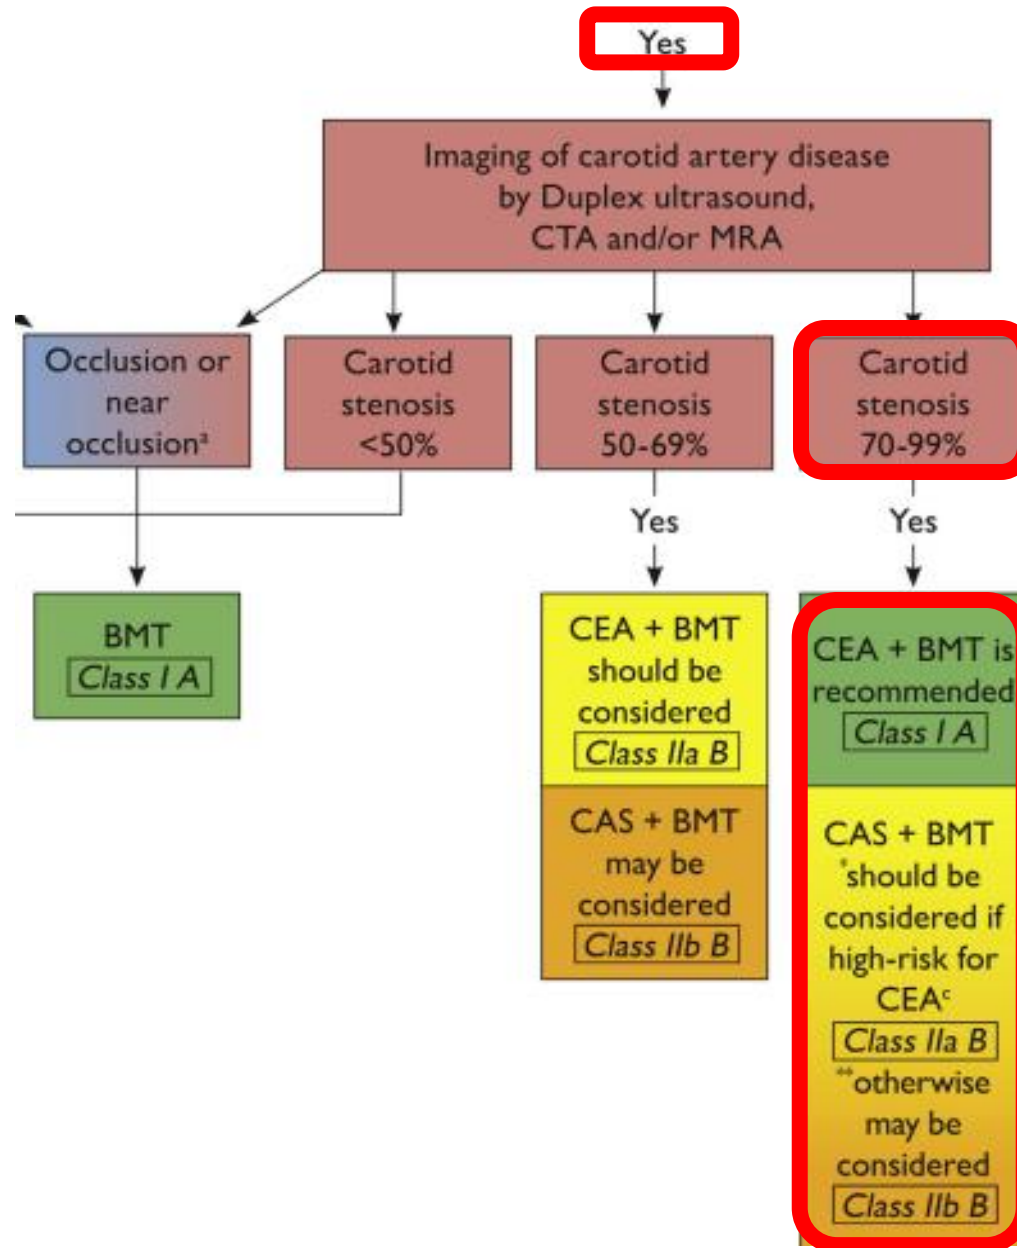 Yes
Imaging of carotid artery disease
by Duplex ultrasound,
CTA and/or MRA
Occlusion or
near
occlusionᵃ
Carotid
stenosis
<50%
Carotid
stenosis
50-69%
Carotid
stenosis
70-99%
Yes
Yes
BMT
Class I A
CEA + BMT
should be
considered
Class IIa B
CAS + BMT
may be
considered
Class IIb B
CEA + BMT is
recommended
Class I A
CAS + BMT
*should be
considered if
high-risk for
CEAᶜ
Class IIa B
**otherwise
may be
considered
Class IIb B